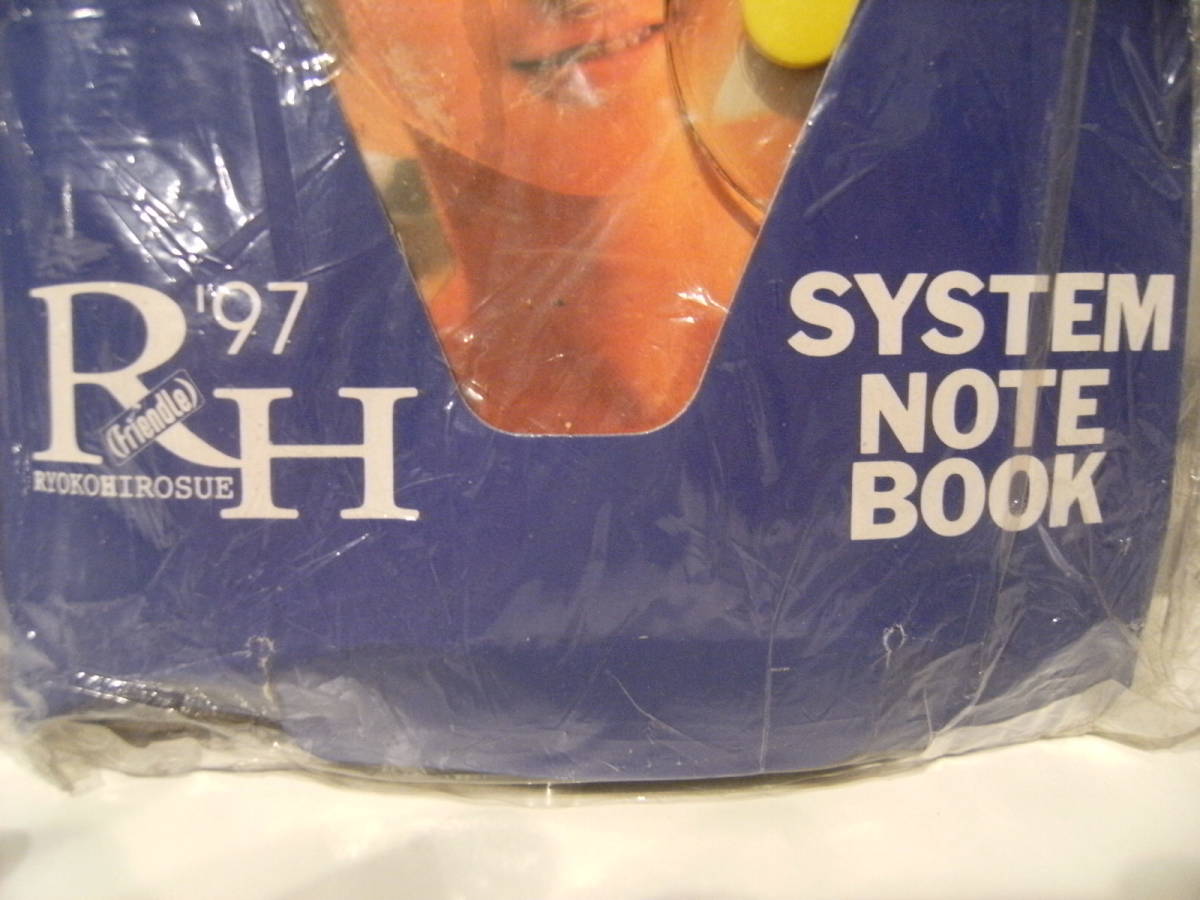 R'97
(Friendle)
H
RYOKOHIROSUE
SYSTEM
NOTE
BOOK